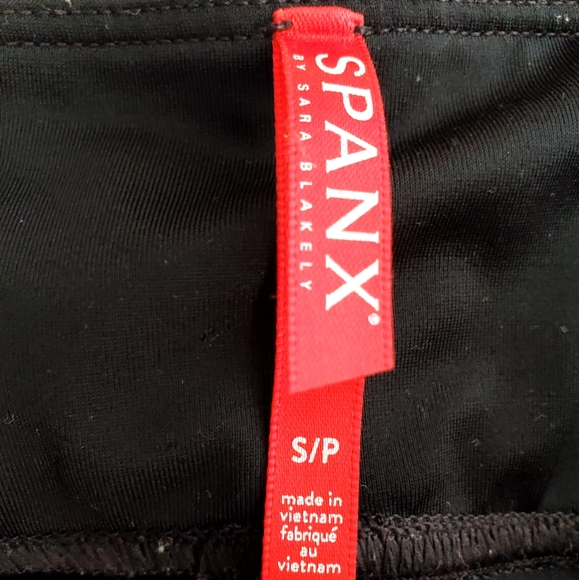 SPANX®
BY SARA BLAKELY
S/P
made in
vietnam
fabriqué
au
vietnam